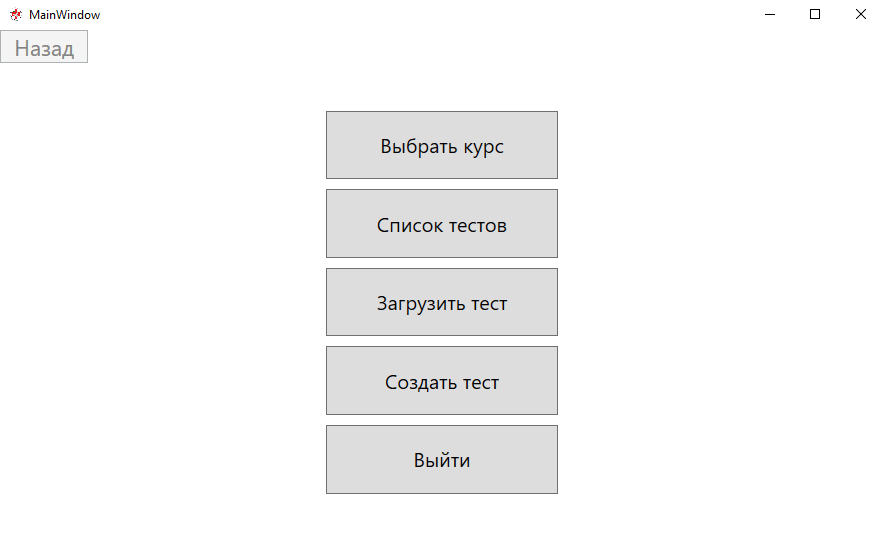 MainWindow
Назад
Выбрать курс
Список тестов
Загрузить тест
Создать тест
Выйти